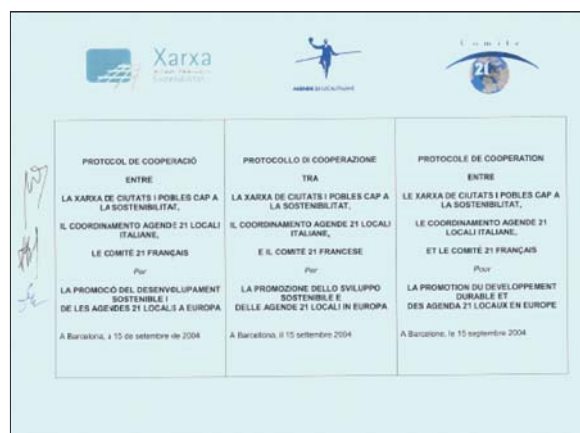 Xarxa
Sostenibilitat
AGENDE 21 LOCALI ITALIANE
Comité
21
PROTOCOL DE COOPERACIÓ
ENTRE
LA XARXA DE CIUTATS I POBLES CAP A
LA SOSTENIBILITAT,
IL COORDINAMENTO AGENDE 21 LOCALI
ITALIANE,
LE COMITÉ 21 FRANÇAIS
Per
LA PROMOCÓ DEL DESENVOLUPAMENT
SOSTENIBLE I
DE LES AGENDES 21 LOCALS A EUROPA
A Barcelona, a 15 de setembre de 2004
PROTOCOLLO DI COOPERAZIONE
TRA
LA XARXA DE CIUTATS I POBLES CAP A
LA SOSTENIBILITAT,
IL COORDINAMENTO AGENDE 21 LOCALI
ITALIANE,
E IL COMITÉ 21 FRANCESE
Per
LA PROMOZIONE DELLO SVILUPPO
SOSTENIBILE E
DELLE AGENDE 21 LOCALI IN EUROPA
A Barcellona, il 15 settembre 2004
PROTOCOLE DE COOPERATION
ENTRE
LE XARXA DE CIUTATS I POBLES CAP A
LA SOSTENIBILITAT,
LE COORDINAMENTO AGENDE 21
LOCALI ITALIANE,
ET LE COMITÉ 21 FRANÇAIS
Pour
LA PROMOTION DU DEVELOPPEMENT
DURABLE ET
DES AGENDA 21 LOCAUX EN EUROPE
A Barcelone, le 15 septembre 2004